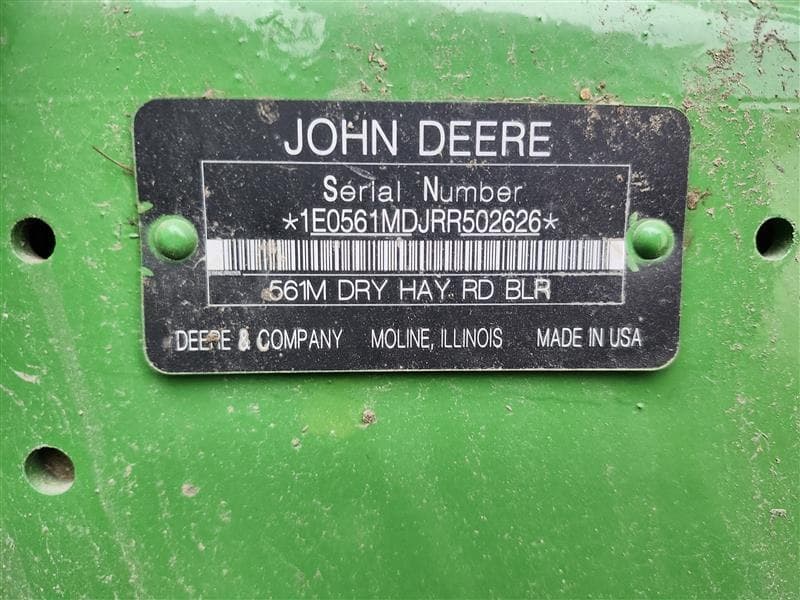 JOHN DEERE
Serial Number
*1E0561MDJRR502626*
561M DRY HAY RD BLR
DEERE & COMPANY MOLINE, ILLINOIS MADE IN USA